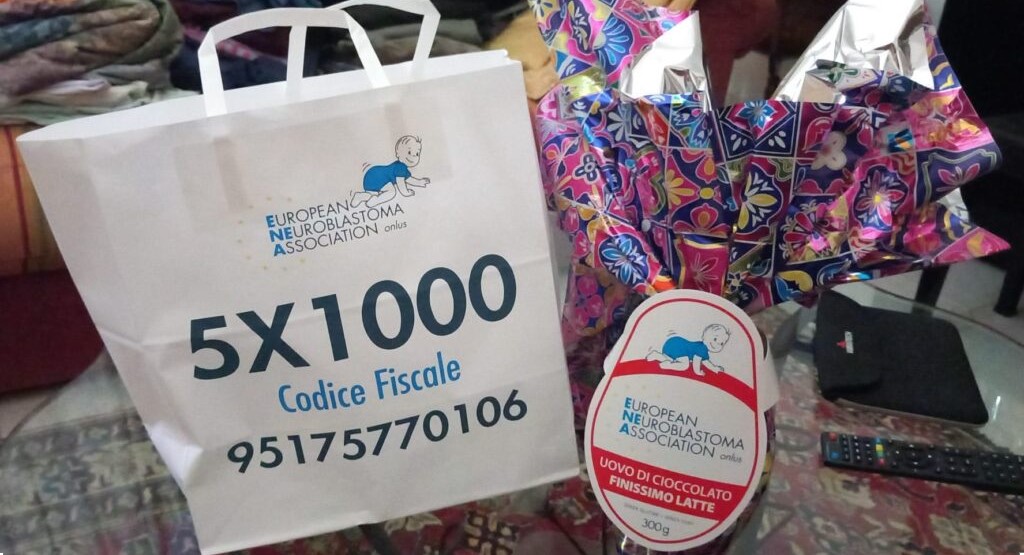 EUROPEAN
NEUROBLASTOMA
ASSOCIATION onlus
5X1000
Codice Fiscale
95175770106
EUROPEAN
NEUROBLASTOMA
ASSOCIATION onlus
UOVO DI CIOCCOLATO
FINISSIMO LATTE
300g